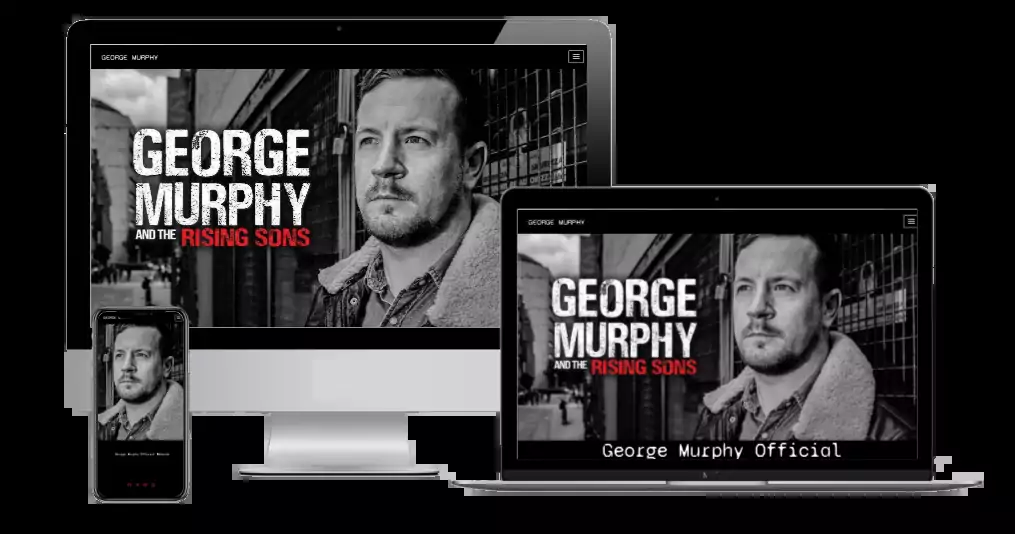 GEORGE MURPHY
GEORGE
MURPHY
AND THE RISING SONS
GEORGE MURPHY
GEORGE
MURPHY
AND THE RISING SONS
George Murphy Official